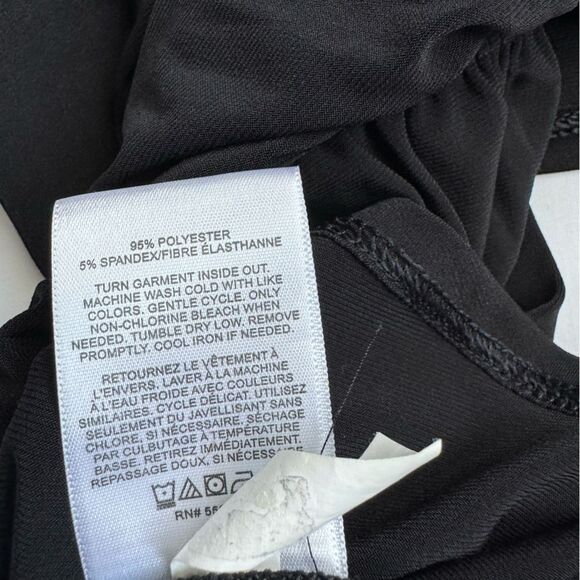 95% POLYESTER
5% SPANDEX/FIBRE ÉLASTHANNE
TURN GARMENT INSIDE OUT.
MACHINE WASH COLD WITH LIKE
COLORS. GENTLE CYCLE. ONLY
NON-CHLORINE BLEACH WHEN
NEEDED. TUMBLE DRY LOW. REMOVE
PROMPTLY. COOL IRON IF NEEDED.
RETOURNEZ LE VÊTEMENT À
L'ENVERS, LAVER À LA MACHINE
À L'EAU FROIDE AVEC COULEURS
SIMILAIRES. CYCLE DÉLICAT. UTILISEZ
SEULEMENT DU JAVELLISANT SANS
CHLORE, SI NÉCESSAIRE. SÉCHAGE
PAR CULBUTAGE À TEMPÉRATURE
BASSE. RETIREZ IMMÉDIATEMENT.
REPASSAGE DOUX, SI NÉCESSAIRE
RN#